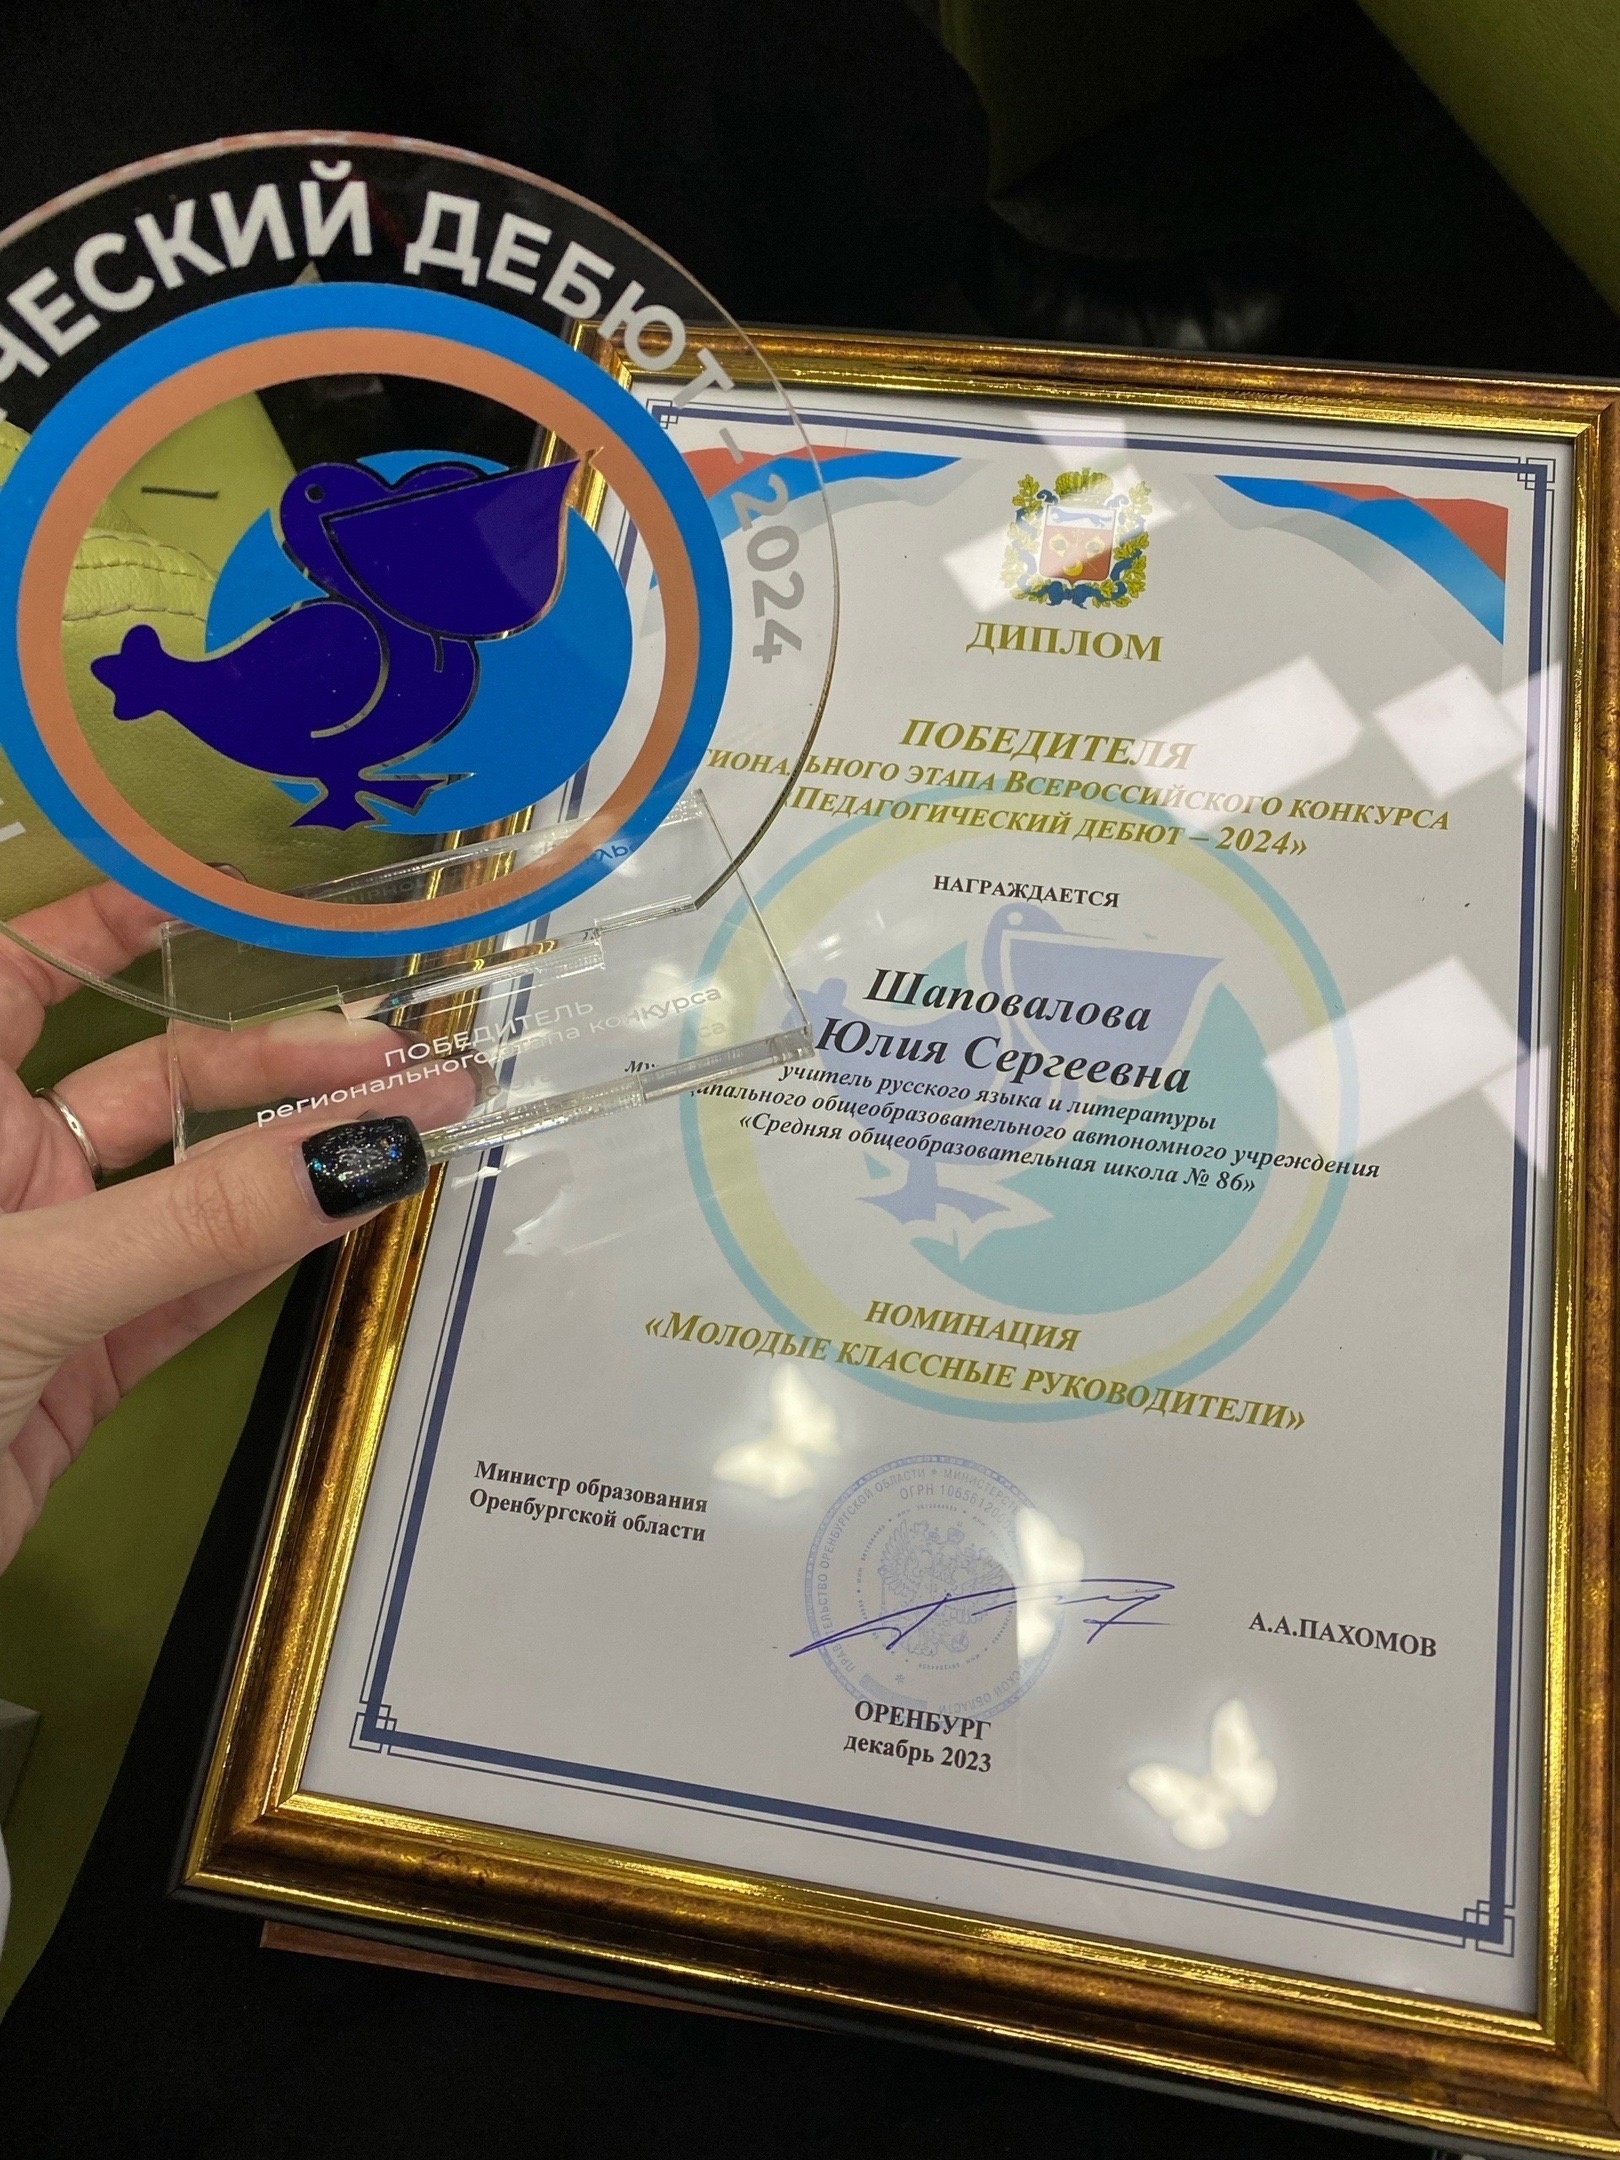 ЧЕСКИЙ ДЕБЮТ – 2024
ПОБЕДИТЕЛЬ
регионального этапа конкурса
ДИПЛОМ
ПОБЕДИТЕЛЯ
ГИОНАЛЬНОГО ЭТАПА ВСЕРОССИЙСКОГО КОНКУРСА
«ПЕДАГОГИЧЕСКИЙ ДЕБЮТ – 2024»
НАГРАЖДАЕТСЯ
Шаповалова
Юлия Сергеевна
учитель русского языка и литературы
ципального общеобразовательного автономного учреждения
«Средняя общеобразовательная школа № 86»
НОМИНАЦИЯ
«МОЛОДЫЕ КЛАССНЫЕ РУКОВОДИТЕЛИ»
Министр образования
Оренбургской области
А.А.ПАХОМОВ
ОРЕНБУРГ
декабрь 2023